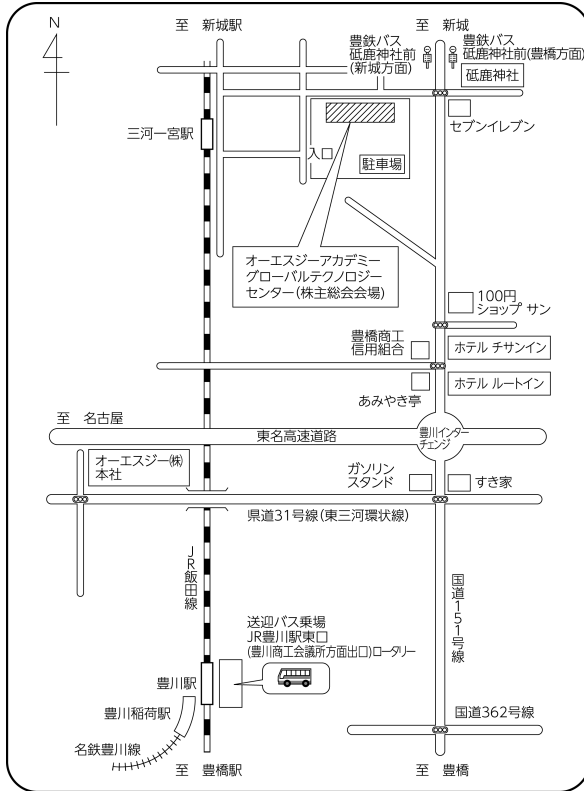 N
至 新城駅
至 新城
豊鉄バス
砥鹿神社前
(新城方面)
豊鉄バス
砥鹿神社前(豊橋方面)
砥鹿神社
セブンイレブン
三河一宮駅
入口
駐車場
オーエスジーアカデミー
グローバルテクノロジー
センター(株主総会会場)
100円
ショップ サン
豊橋商工
信用組合
ホテル チサンイン
ホテル ルートイン
あみやき亭
至 名古屋
東名高速道路
豊川インター
チェンジ
オーエスジー㈱
本社
ガソリン
スタンド
すき家
県道31号線(東三河環状線)
JR飯田線
国道151号線
送迎バス乗場
JR豊川駅東口
(豊川商工会議所方面出口)ロータリー
豊川駅
豊川稲荷駅
名鉄豊川線
国道362号線
至 豊橋駅
至 豊橋